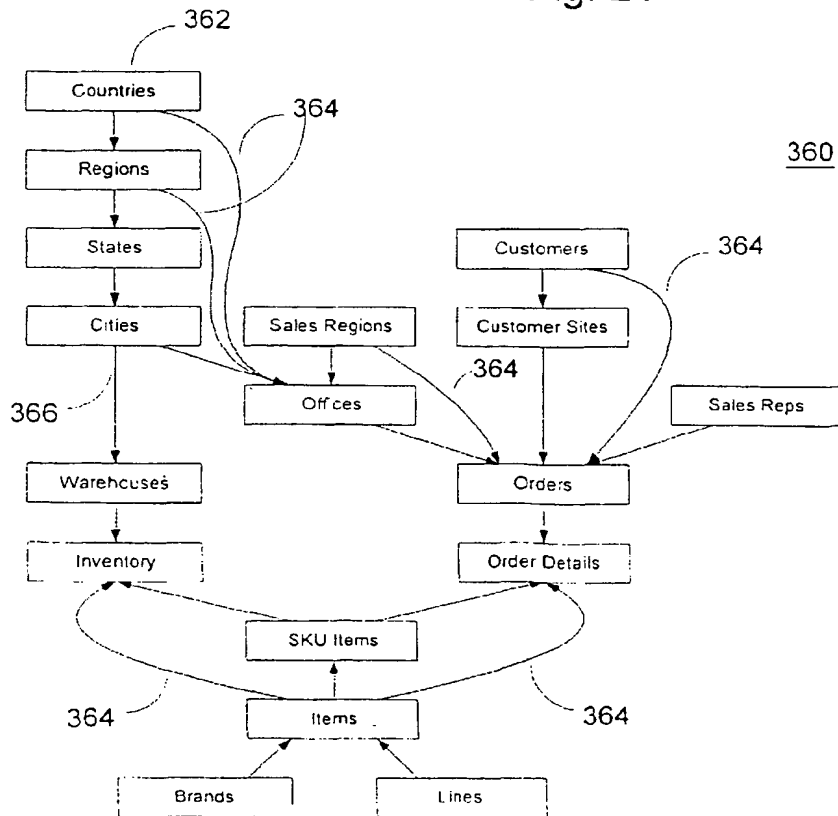 362
Countries
364
360
Regions
States
Customers
364
Cities
Sales Regions
Customer Sites
364
366
Offices
Sales Reps
Warehouses
Orders
Inventory
Order Details
SKU Items
364
Items
364
Brands
Lines